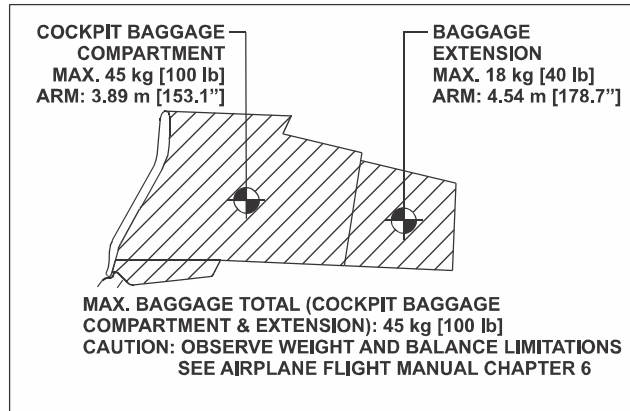 COCKPIT BAGGAGE
COMPARTMENT
MAX. 45 kg [100 lb]
ARM: 3.89 m [153.1”]
BAGGAGE
EXTENSION
MAX. 18 kg [40 lb]
ARM: 4.54 m [178.7”]
MAX. BAGGAGE TOTAL (COCKPIT BAGGAGE
COMPARTMENT & EXTENSION): 45 kg [100 lb]
CAUTION: OBSERVE WEIGHT AND BALANCE LIMITATIONS
SEE AIRPLANE FLIGHT MANUAL CHAPTER 6